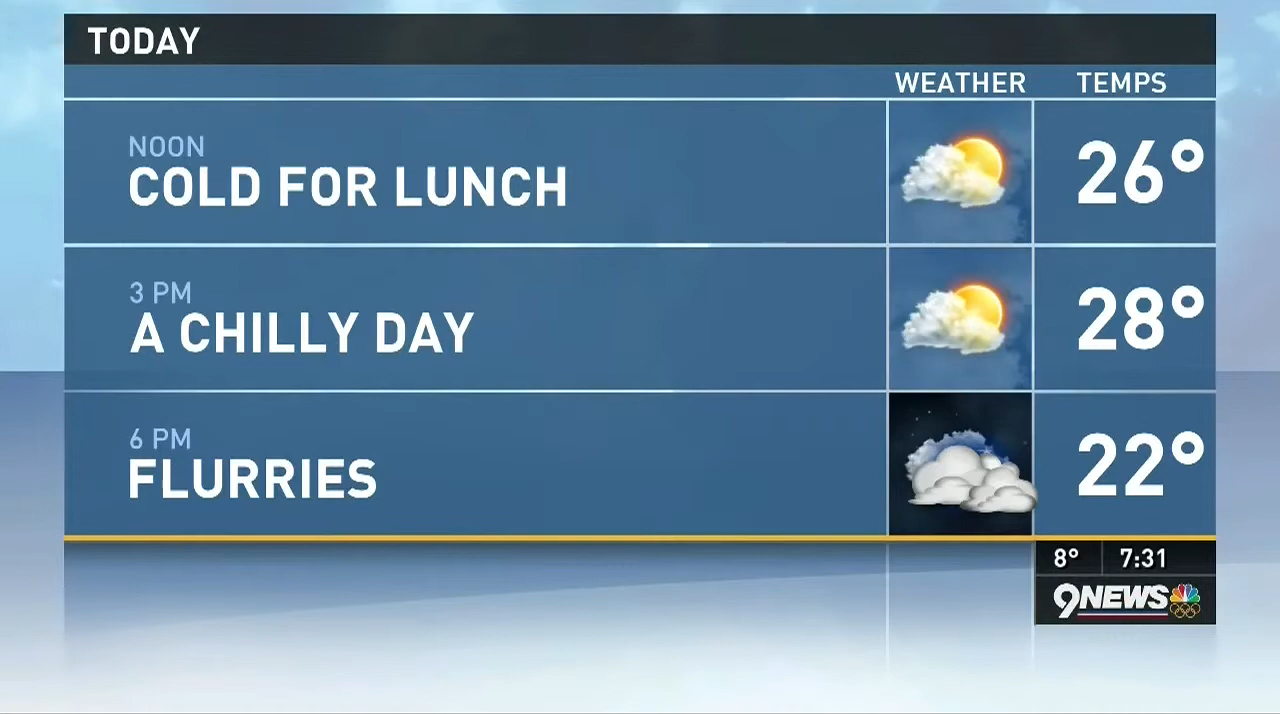 TODAY
WEATHER TEMPS
NOON
COLD FOR LUNCH
26°
3 PM
A CHILLY DAY
28°
6 PM
FLURRIES
22°
8° 7:31
9NEWS